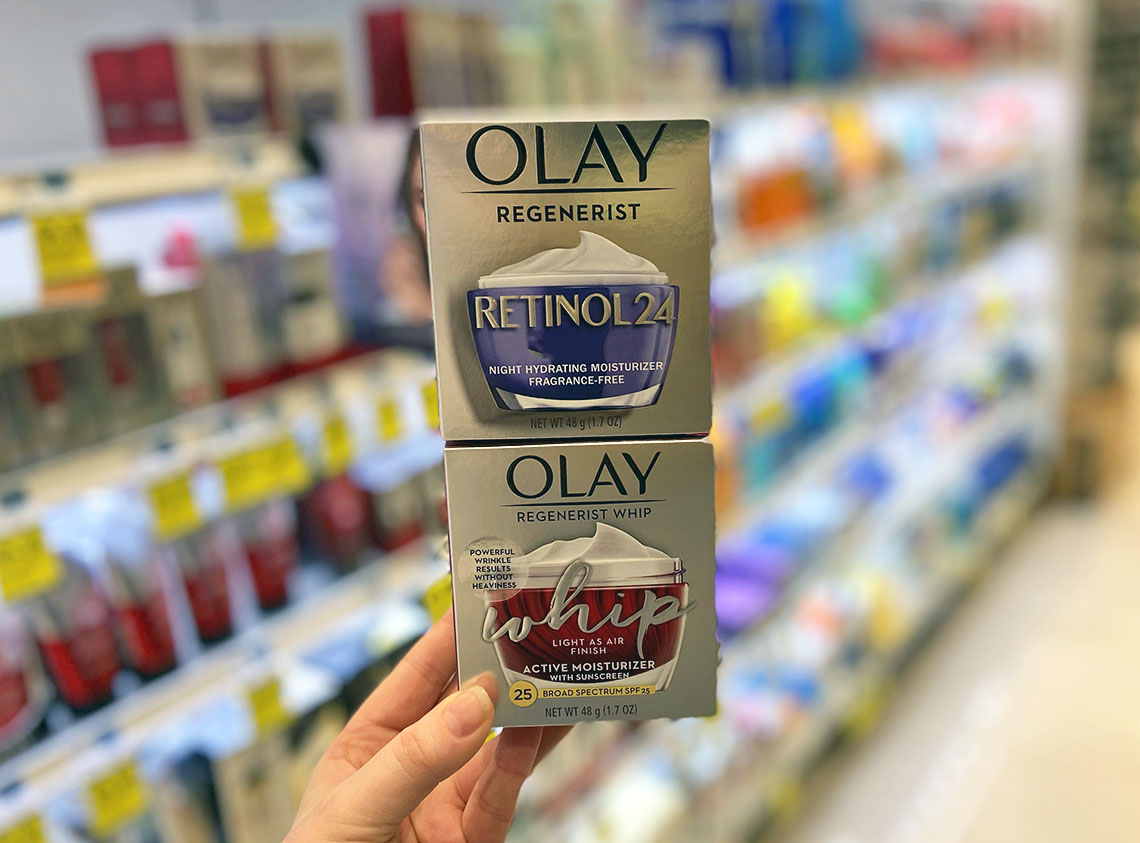 OLAY
REGENERIST
RETINOL24
NIGHT HYDRATING MOISTURIZER
FRAGRANCE-FREE
NET WT 48 g (1.7 OZ)
OLAY
REGENERIST WHIP
POWERFUL
WRINKLE
RESULTS
WITHOUT
HEAVINESS
whip
LIGHT AS AIR
FINISH
ACTIVE MOISTURIZER
WITH SUNSCREEN
25 BROAD SPECTRUM SPF 25
NET WT 48 g (1.7 OZ)